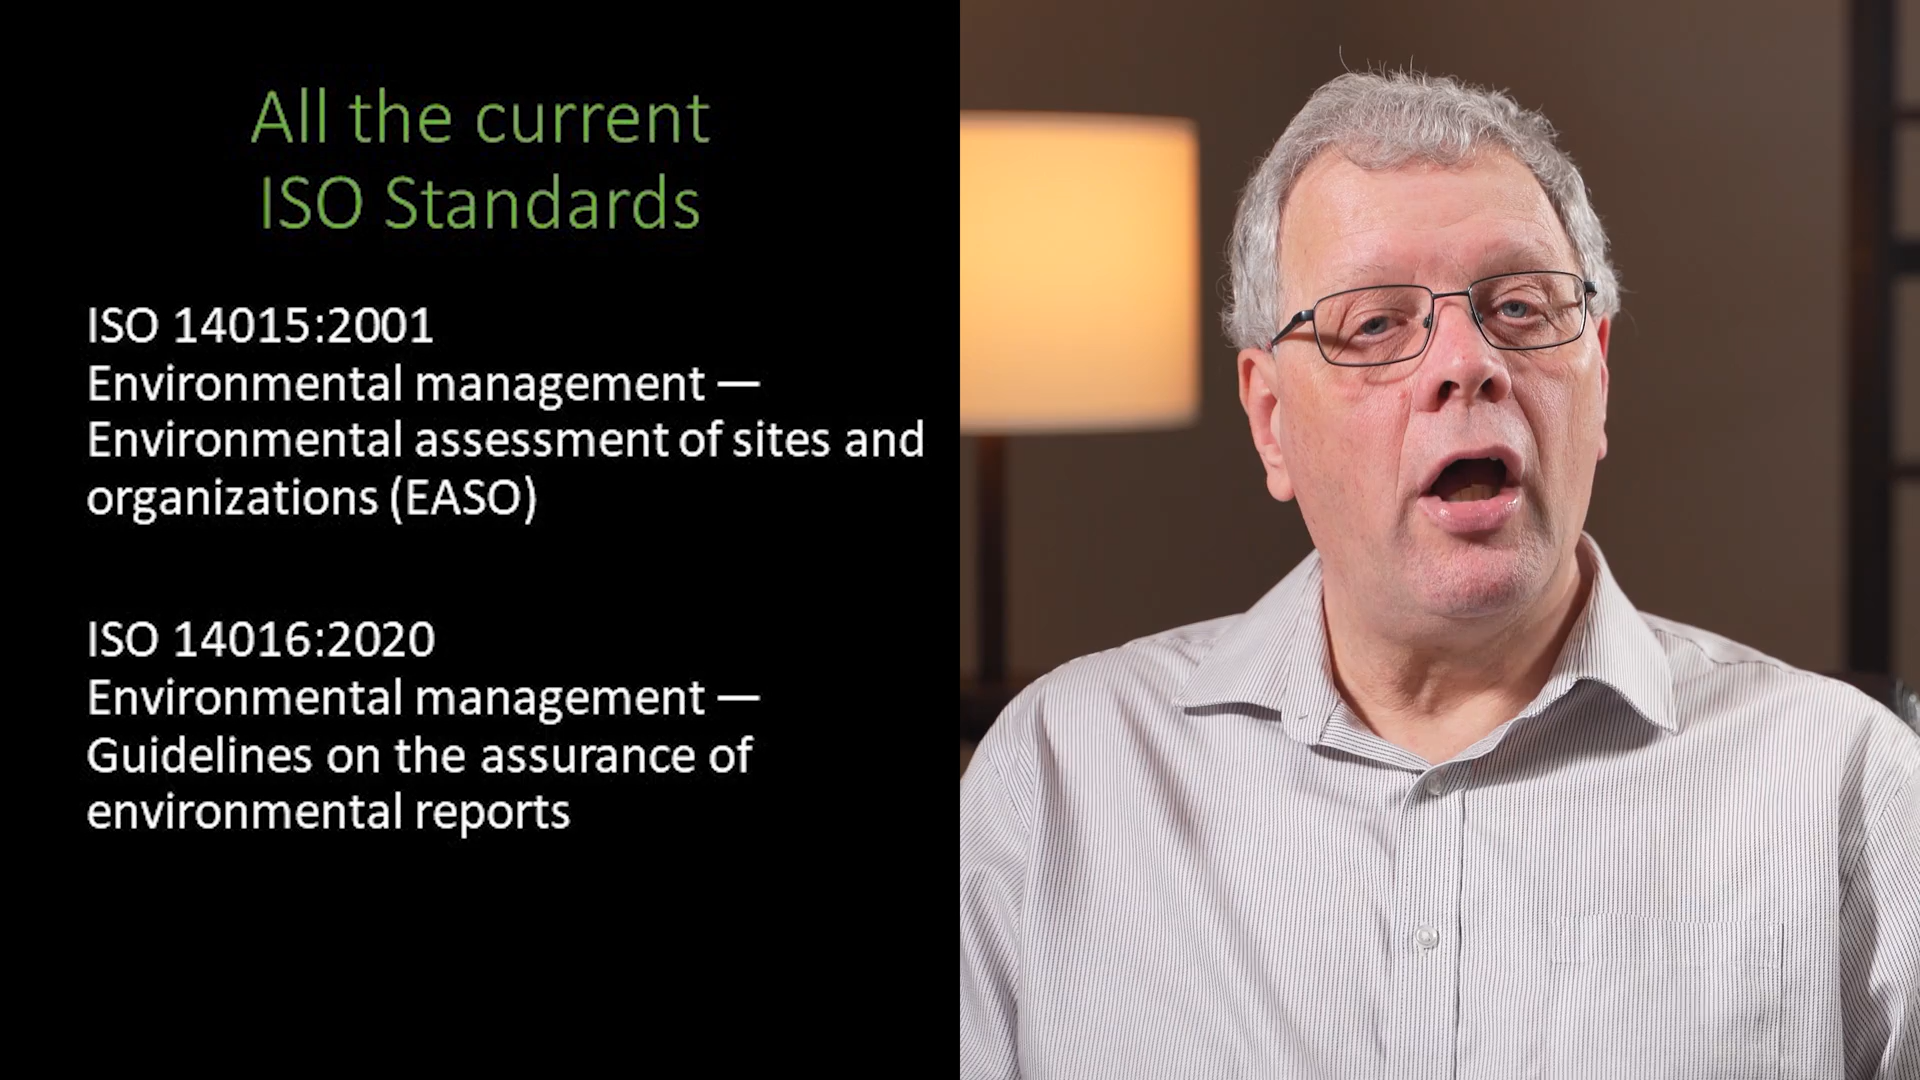 All the current
ISO Standards
ISO 14015:2001
Environmental management —
Environmental assessment of sites and
organizations (EASO)
ISO 14016:2020
Environmental management —
Guidelines on the assurance of
environmental reports